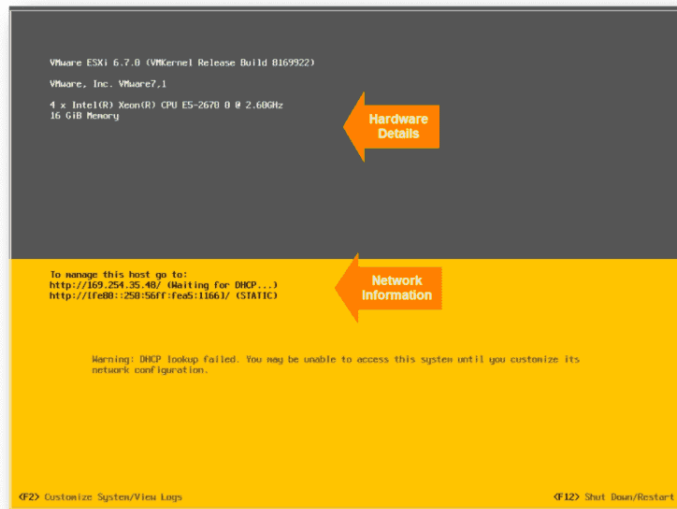 VMware ESXi 6.7.0 (VMKernel Release Build 8169922)
VMware, Inc. VMware7,1
4 x Intel(R) Xeon(R) CPU E5-2670 0 @ 2.60GHz
16 GiB Memory
Hardware
Details
To manage this host go to:
http://169.254.35.48/ (Waiting for DHCP...)
http://[fe80::250:56ff:fea5:1166]/ (STATIC)
Network
Information
Warning: DHCP lookup failed. You may be unable to access this system until you customize its
network configuration.
<F2> Customize System/View Logs
<F12> Shut Down/Restart